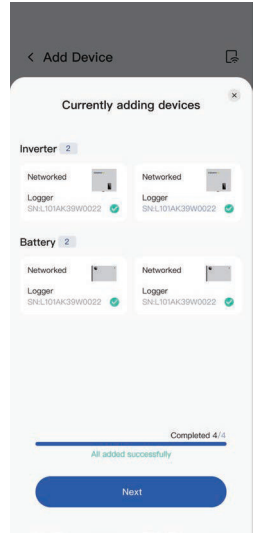 Add Device
Currently adding devices
Inverter 2
Networked
Logger
SN:L101AK39W0022
Networked
Logger
SN:L101AK39W0022
Battery 2
Networked
Logger
SN:L101AK39W0022
Networked
Logger
SN:L101AK39W0022
Completed 4/4
All added successfully
Next